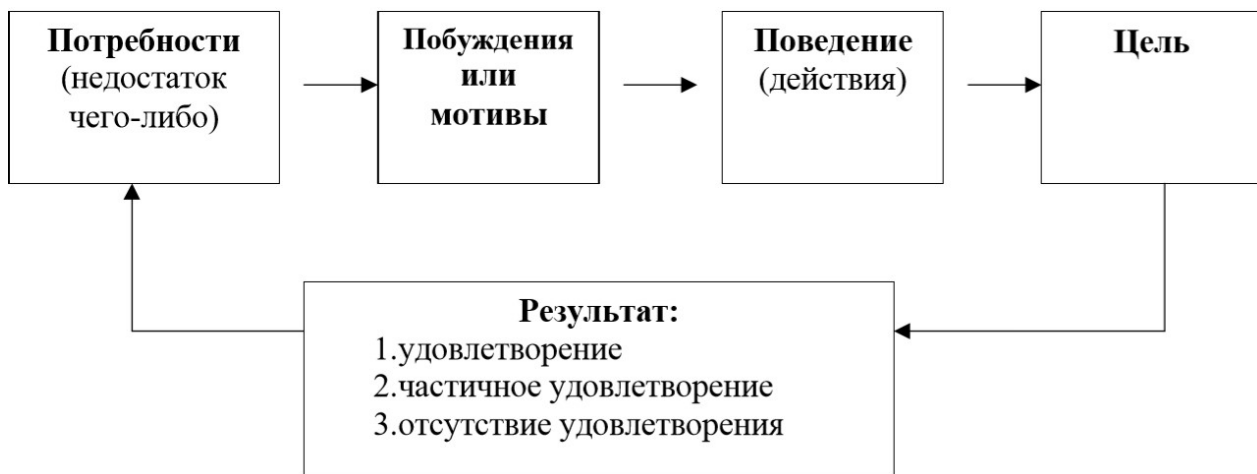 Потребности
(недостаток
чего-либо)
Побуждения
или
мотивы
Поведение
(действия)
Цель
Результат:
1.удовлетворение
2.частичное удовлетворение
3.отсутствие удовлетворения